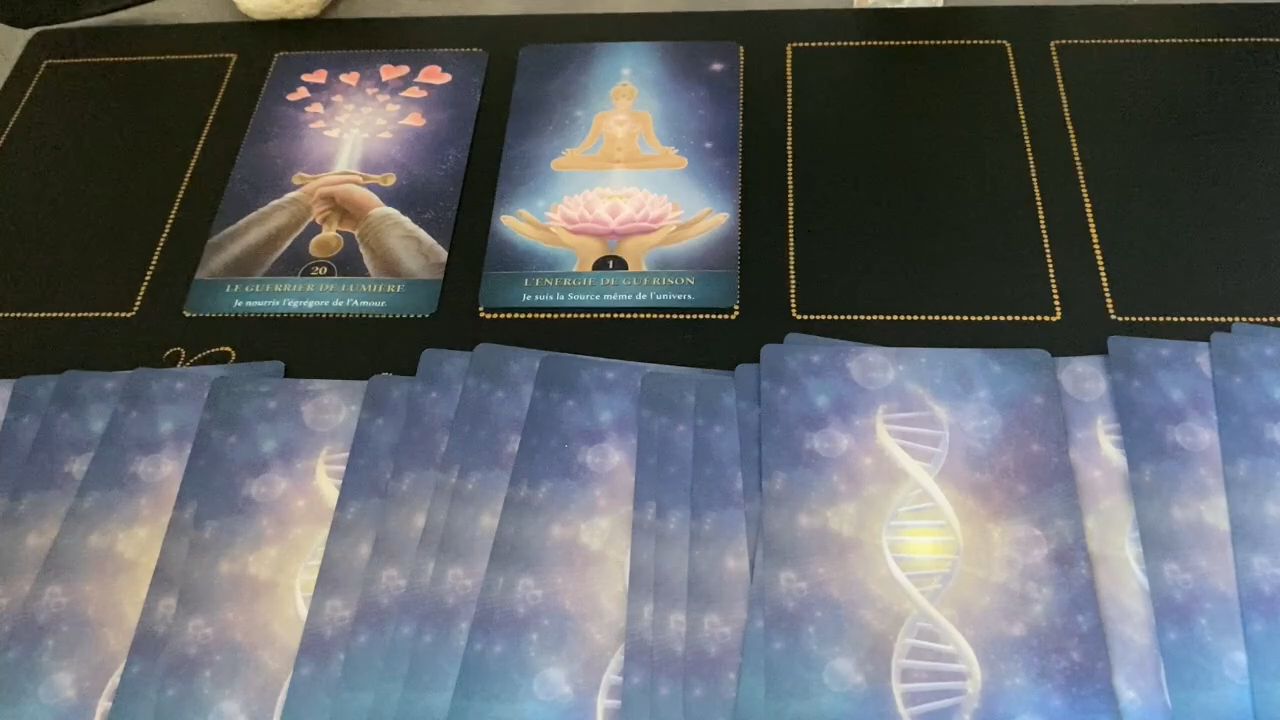 20
LE GUERRIER DE LUMIÈRE
Je nourris l'égrégore de l'Amour.
1
L'ENERGIE DE GUÉRISON
Je suis la Source même de l'univers.